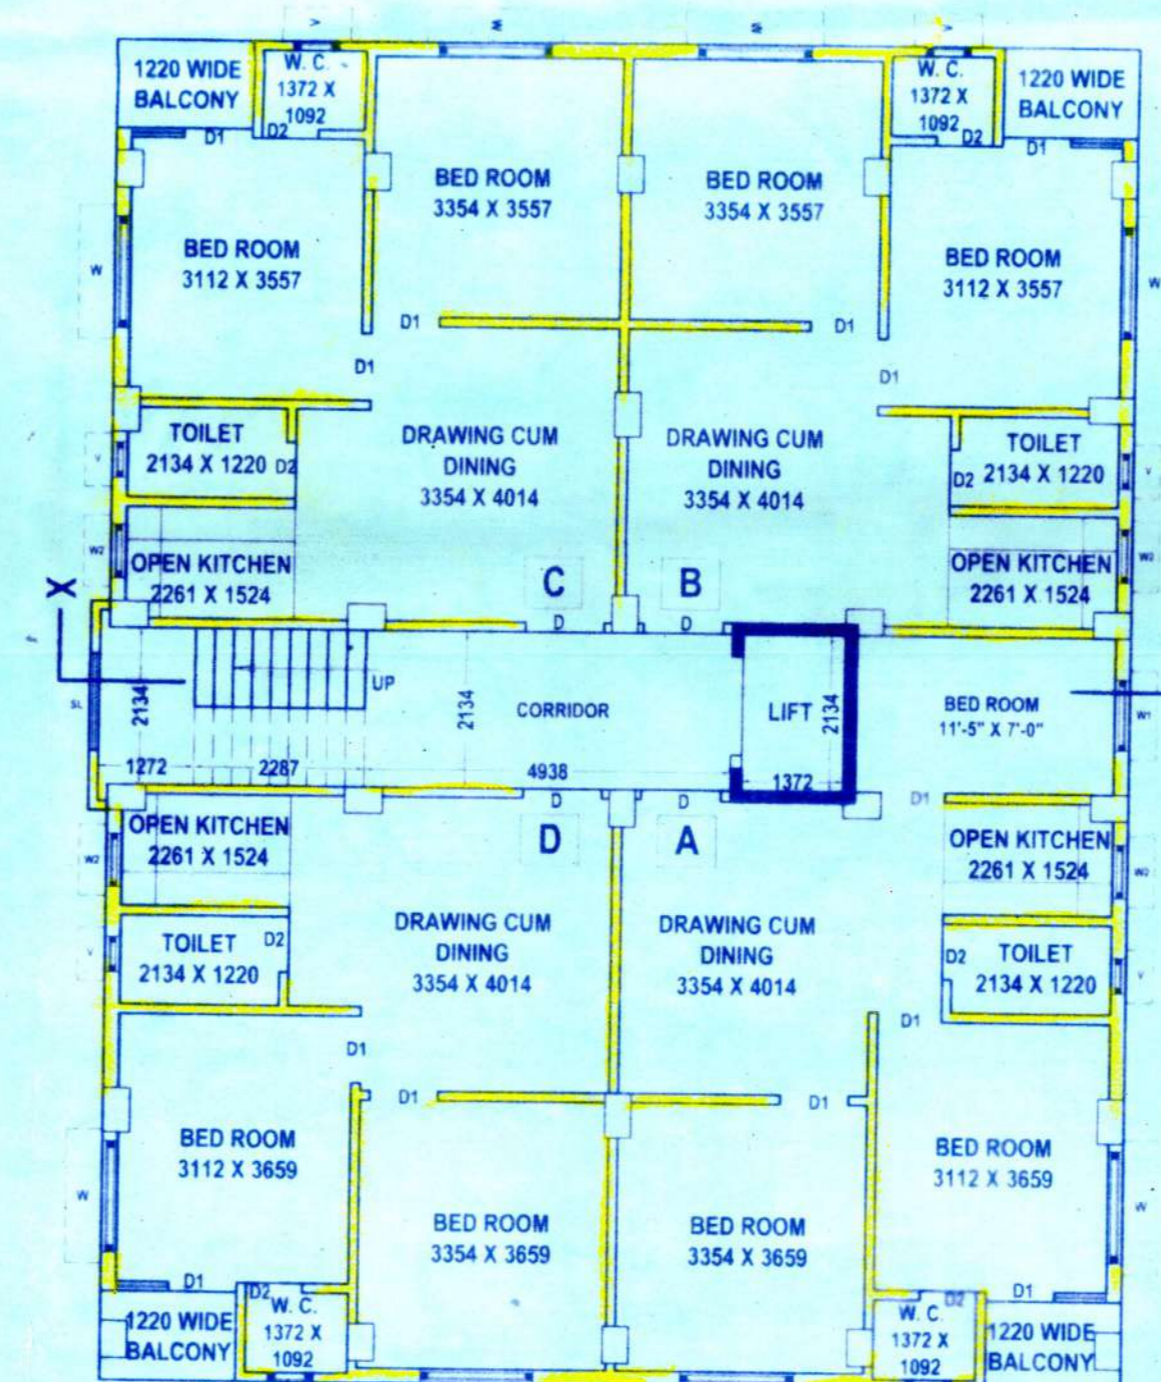 V
W
W
V
1220 WIDE
BALCONY
W. C.
1372 X
1092
W. C.
1372 X
1092
1220 WIDE
BALCONY
D1
D2
D2
D1
BED ROOM
3354 X 3557
BED ROOM
3354 X 3557
BED ROOM
3112 X 3557
BED ROOM
3112 X 3557
W
W
D1
D1
D1
D1
TOILET
2134 X 1220
D2
DRAWING CUM
DINING
3354 X 4014
DRAWING CUM
DINING
3354 X 4014
TOILET
2134 X 1220
D2
V
V
W2
OPEN KITCHEN
2261 X 1524
C
B
OPEN KITCHEN
2261 X 1524
W2
X
D
D
SL
2134
UP
2134
CORRIDOR
LIFT
2134
BED ROOM
11'-5" X 7'-0"
W1
1272
2287
4938
1372
D
D
D1
W2
OPEN KITCHEN
2261 X 1524
D
A
OPEN KITCHEN
2261 X 1524
W2
V
TOILET
2134 X 1220
D2
DRAWING CUM
DINING
3354 X 4014
DRAWING CUM
DINING
3354 X 4014
D2
TOILET
2134 X 1220
V
D1
D1
D1
D1
BED ROOM
3112 X 3659
BED ROOM
3112 X 3659
W
W
BED ROOM
3354 X 3659
BED ROOM
3354 X 3659
D1
D2
D2
D1
1220 WIDE
BALCONY
W. C.
1372 X
1092
W. C.
1372 X
1092
1220 WIDE
BALCONY